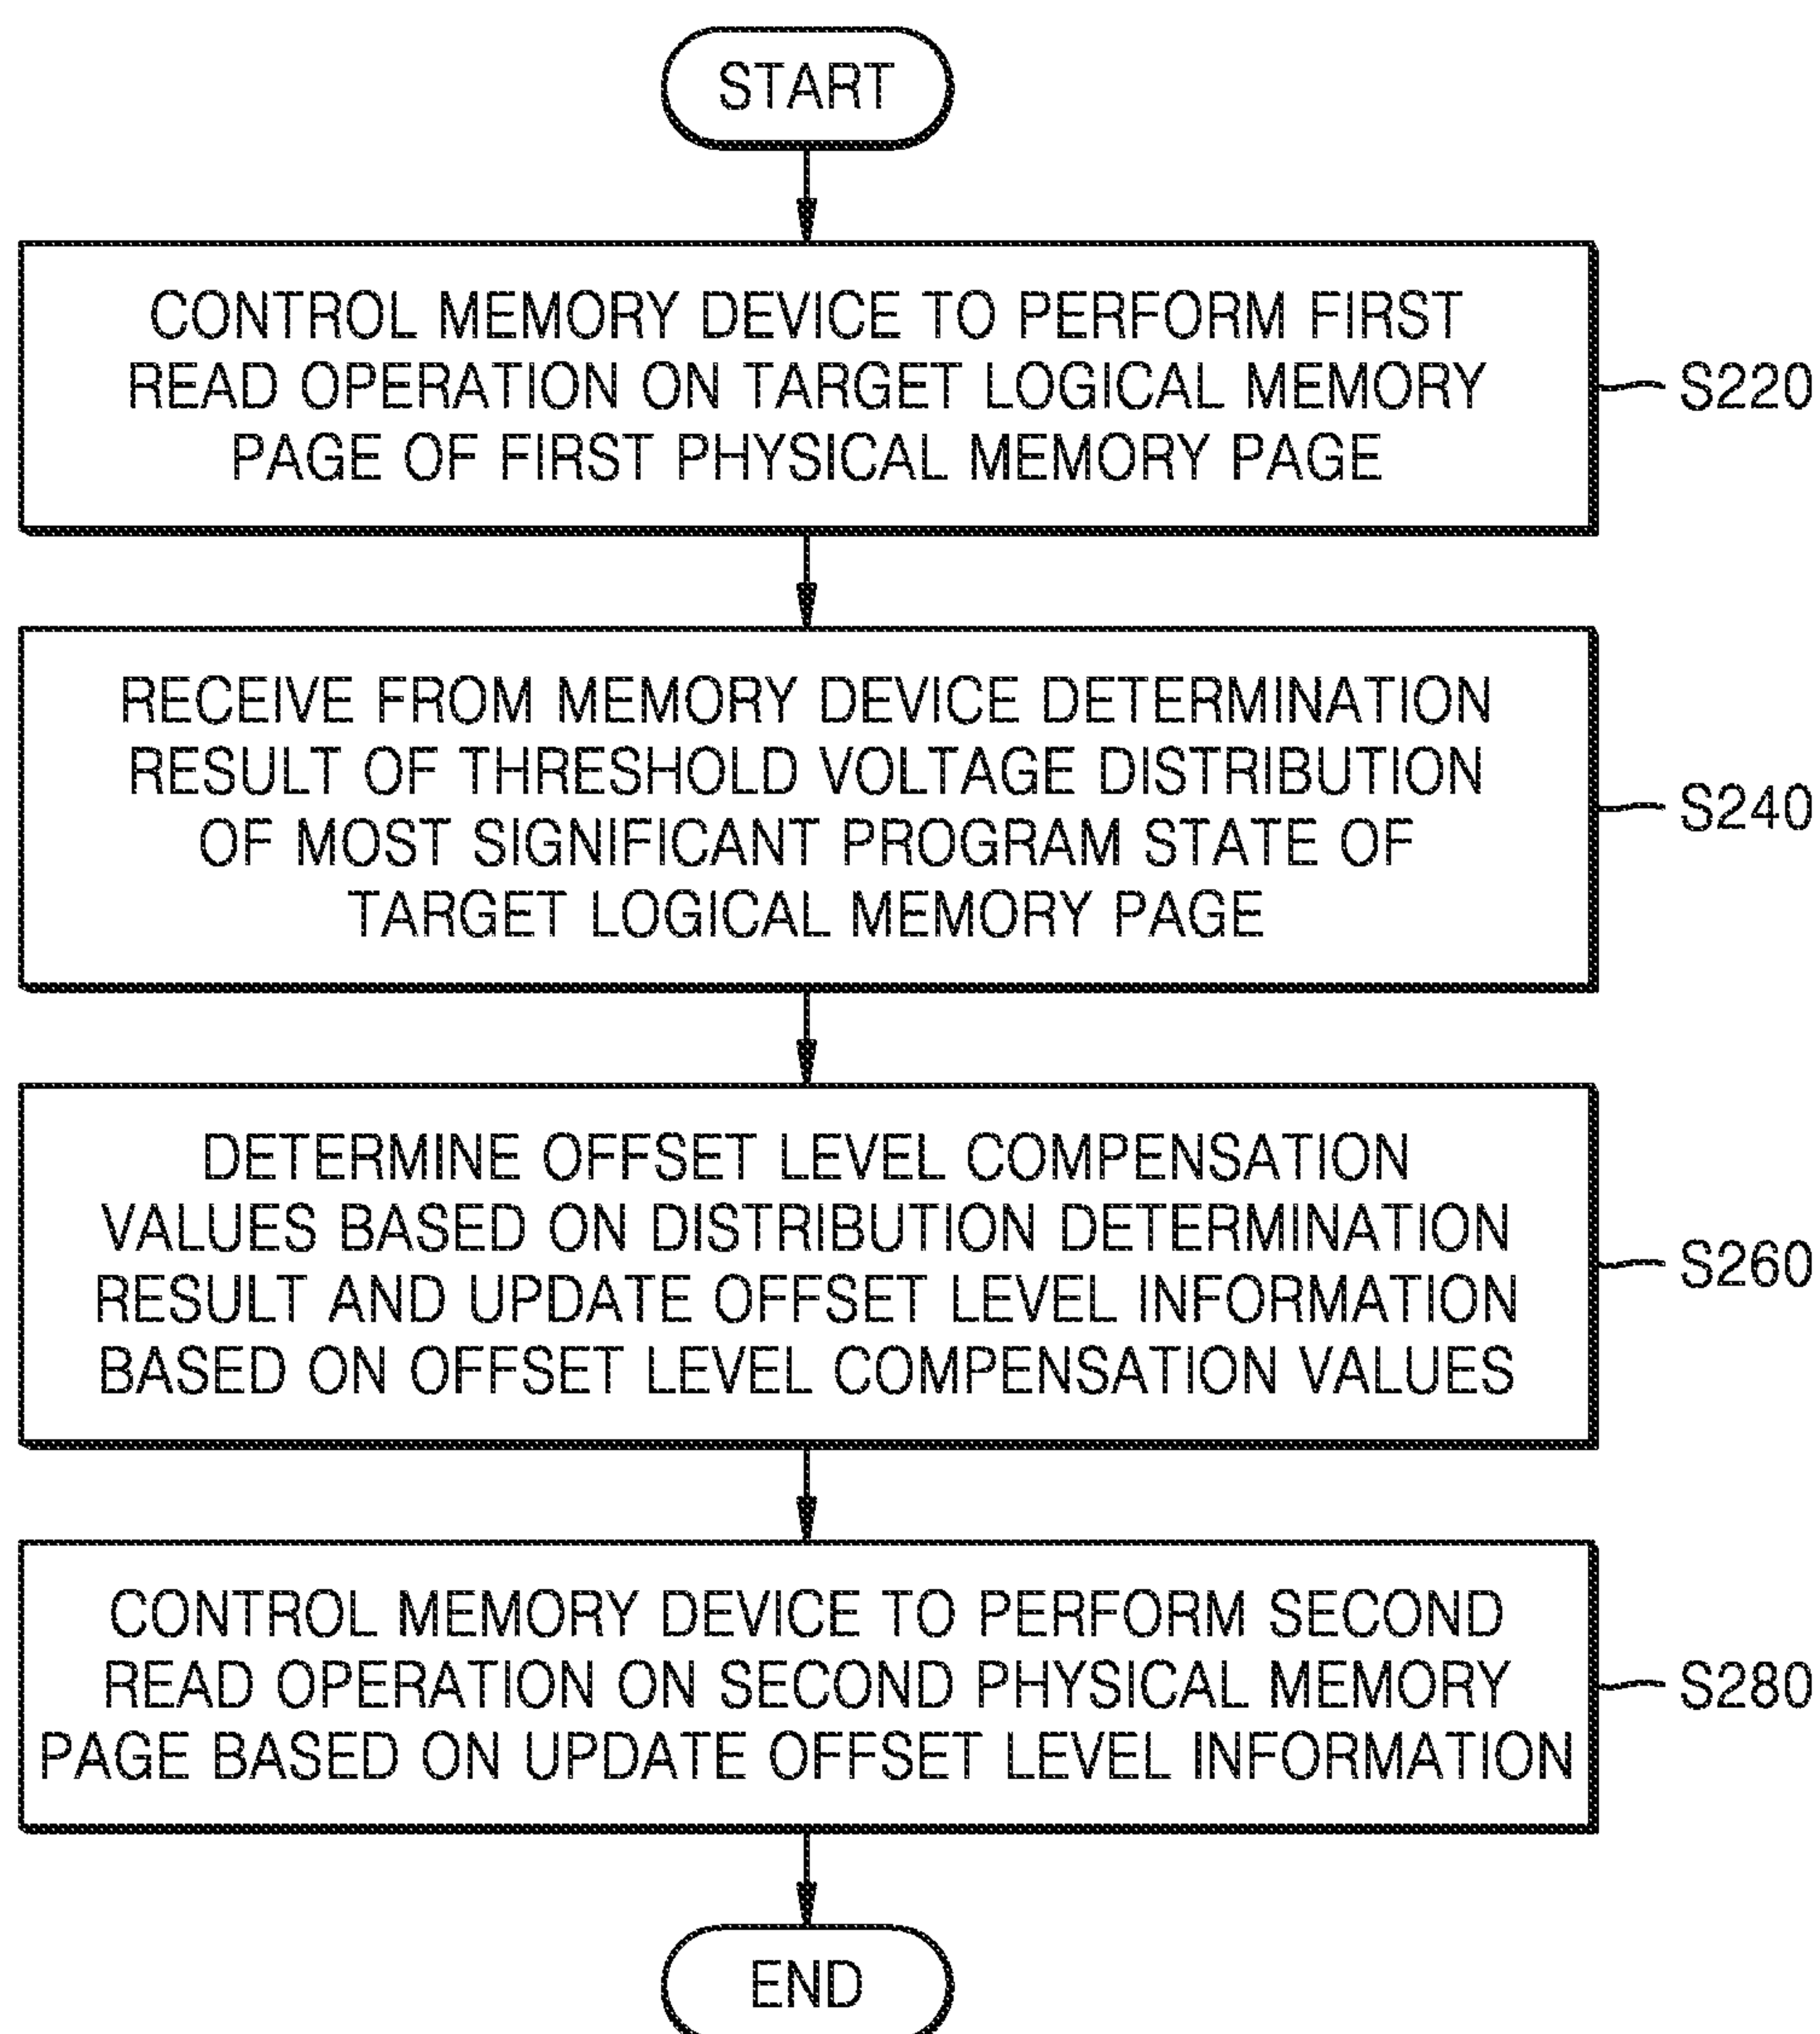 START
CONTROL MEMORY DEVICE TO PERFORM FIRST
READ OPERATION ON TARGET LOGICAL MEMORY
PAGE OF FIRST PHYSICAL MEMORY PAGE
S220
RECEIVE FROM MEMORY DEVICE DETERMINATION
RESULT OF THRESHOLD VOLTAGE DISTRIBUTION
OF MOST SIGNIFICANT PROGRAM STATE OF
TARGET LOGICAL MEMORY PAGE
S240
DETERMINE OFFSET LEVEL COMPENSATION
VALUES BASED ON DISTRIBUTION DETERMINATION
RESULT AND UPDATE OFFSET LEVEL INFORMATION
BASED ON OFFSET LEVEL COMPENSATION VALUES
S260
CONTROL MEMORY DEVICE TO PERFORM SECOND
READ OPERATION ON SECOND PHYSICAL MEMORY
PAGE BASED ON UPDATE OFFSET LEVEL INFORMATION
S280
END